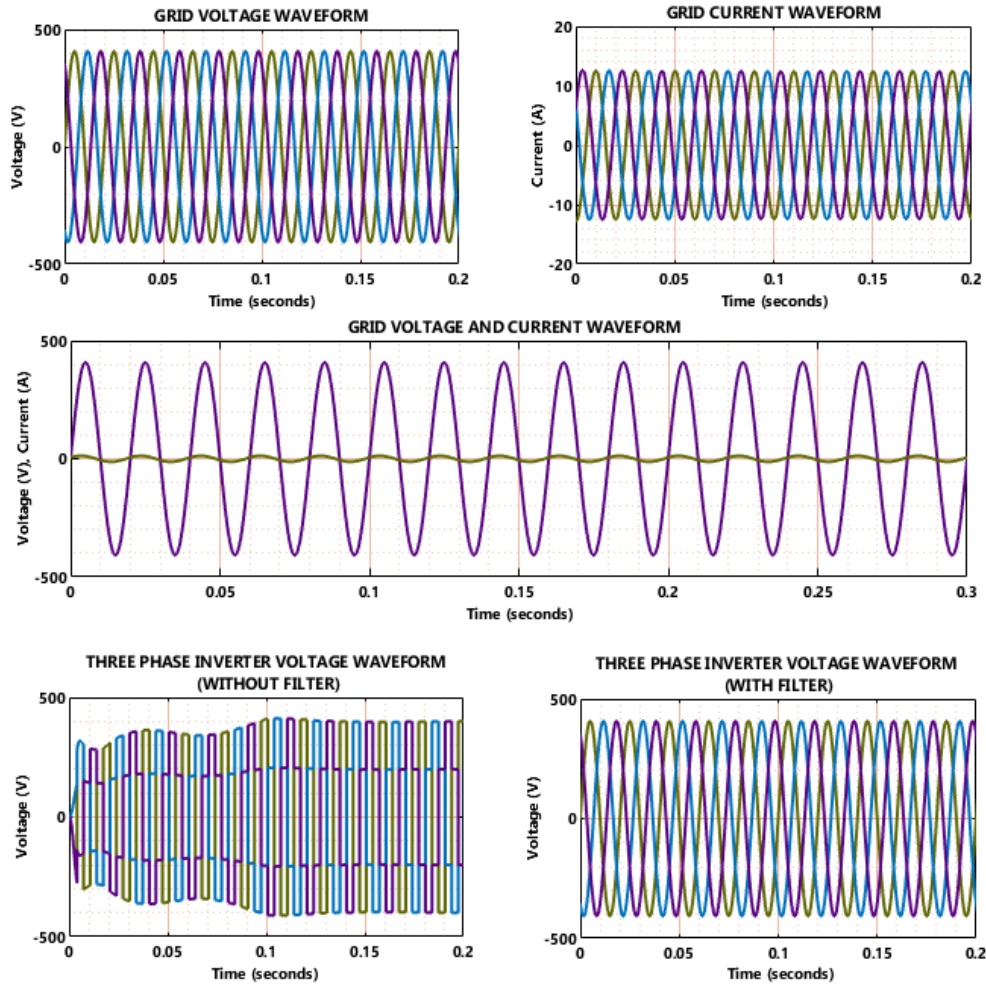 GRID VOLTAGE WAVEFORM
500
0
-500
Voltage (V)
0
0.05
0.1
0.15
0.2
Time (seconds)
GRID CURRENT WAVEFORM
20
10
0
-10
-20
Current (A)
0
0.05
0.1
0.15
0.2
Time (seconds)
GRID VOLTAGE AND CURRENT WAVEFORM
500
0
-500
Voltage (V), Current (A)
0
0.05
0.1
0.15
0.2
0.25
0.3
Time (seconds)
THREE PHASE INVERTER VOLTAGE WAVEFORM
(WITHOUT FILTER)
500
0
-500
Voltage (V)
0
0.05
0.1
0.15
0.2
Time (seconds)
THREE PHASE INVERTER VOLTAGE WAVEFORM
(WITH FILTER)
500
0
-500
Voltage (V)
0
0.05
0.1
0.15
0.2
Time (seconds)